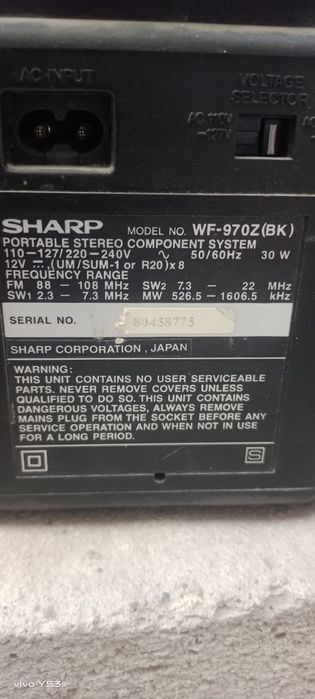 AC-INPUT
VOLTAGE
SELECTOR
AC 110V
-127V
SHARP MODEL NO. WF-970Z(BK)
PORTABLE STEREO COMPONENT SYSTEM
110-127/220-240V ∿ 50/60Hz 30 W
12V ⎓, (UM/SUM-1 or R20)×8
FREQUENCY RANGE
FM 88 - 108 MHz SW2 7.3 - 22 MHz
SW1 2.3 - 7.3 MHz MW 526.5-1606.5 kHz
SERIAL NO. 80458775
SHARP CORPORATION, JAPAN
WARNING:
THIS UNIT CONTAINS NO USER SERVICEABLE
PARTS. NEVER REMOVE COVERS UNLESS
QUALIFIED TO DO SO. THIS UNIT CONTAINS
DANGEROUS VOLTAGES, ALWAYS REMOVE
MAINS PLUG FROM THE SOCKET BEFORE ANY
SERVICE OPERATION AND WHEN NOT IN USE
FOR A LONG PERIOD.
S
vivo Y53s